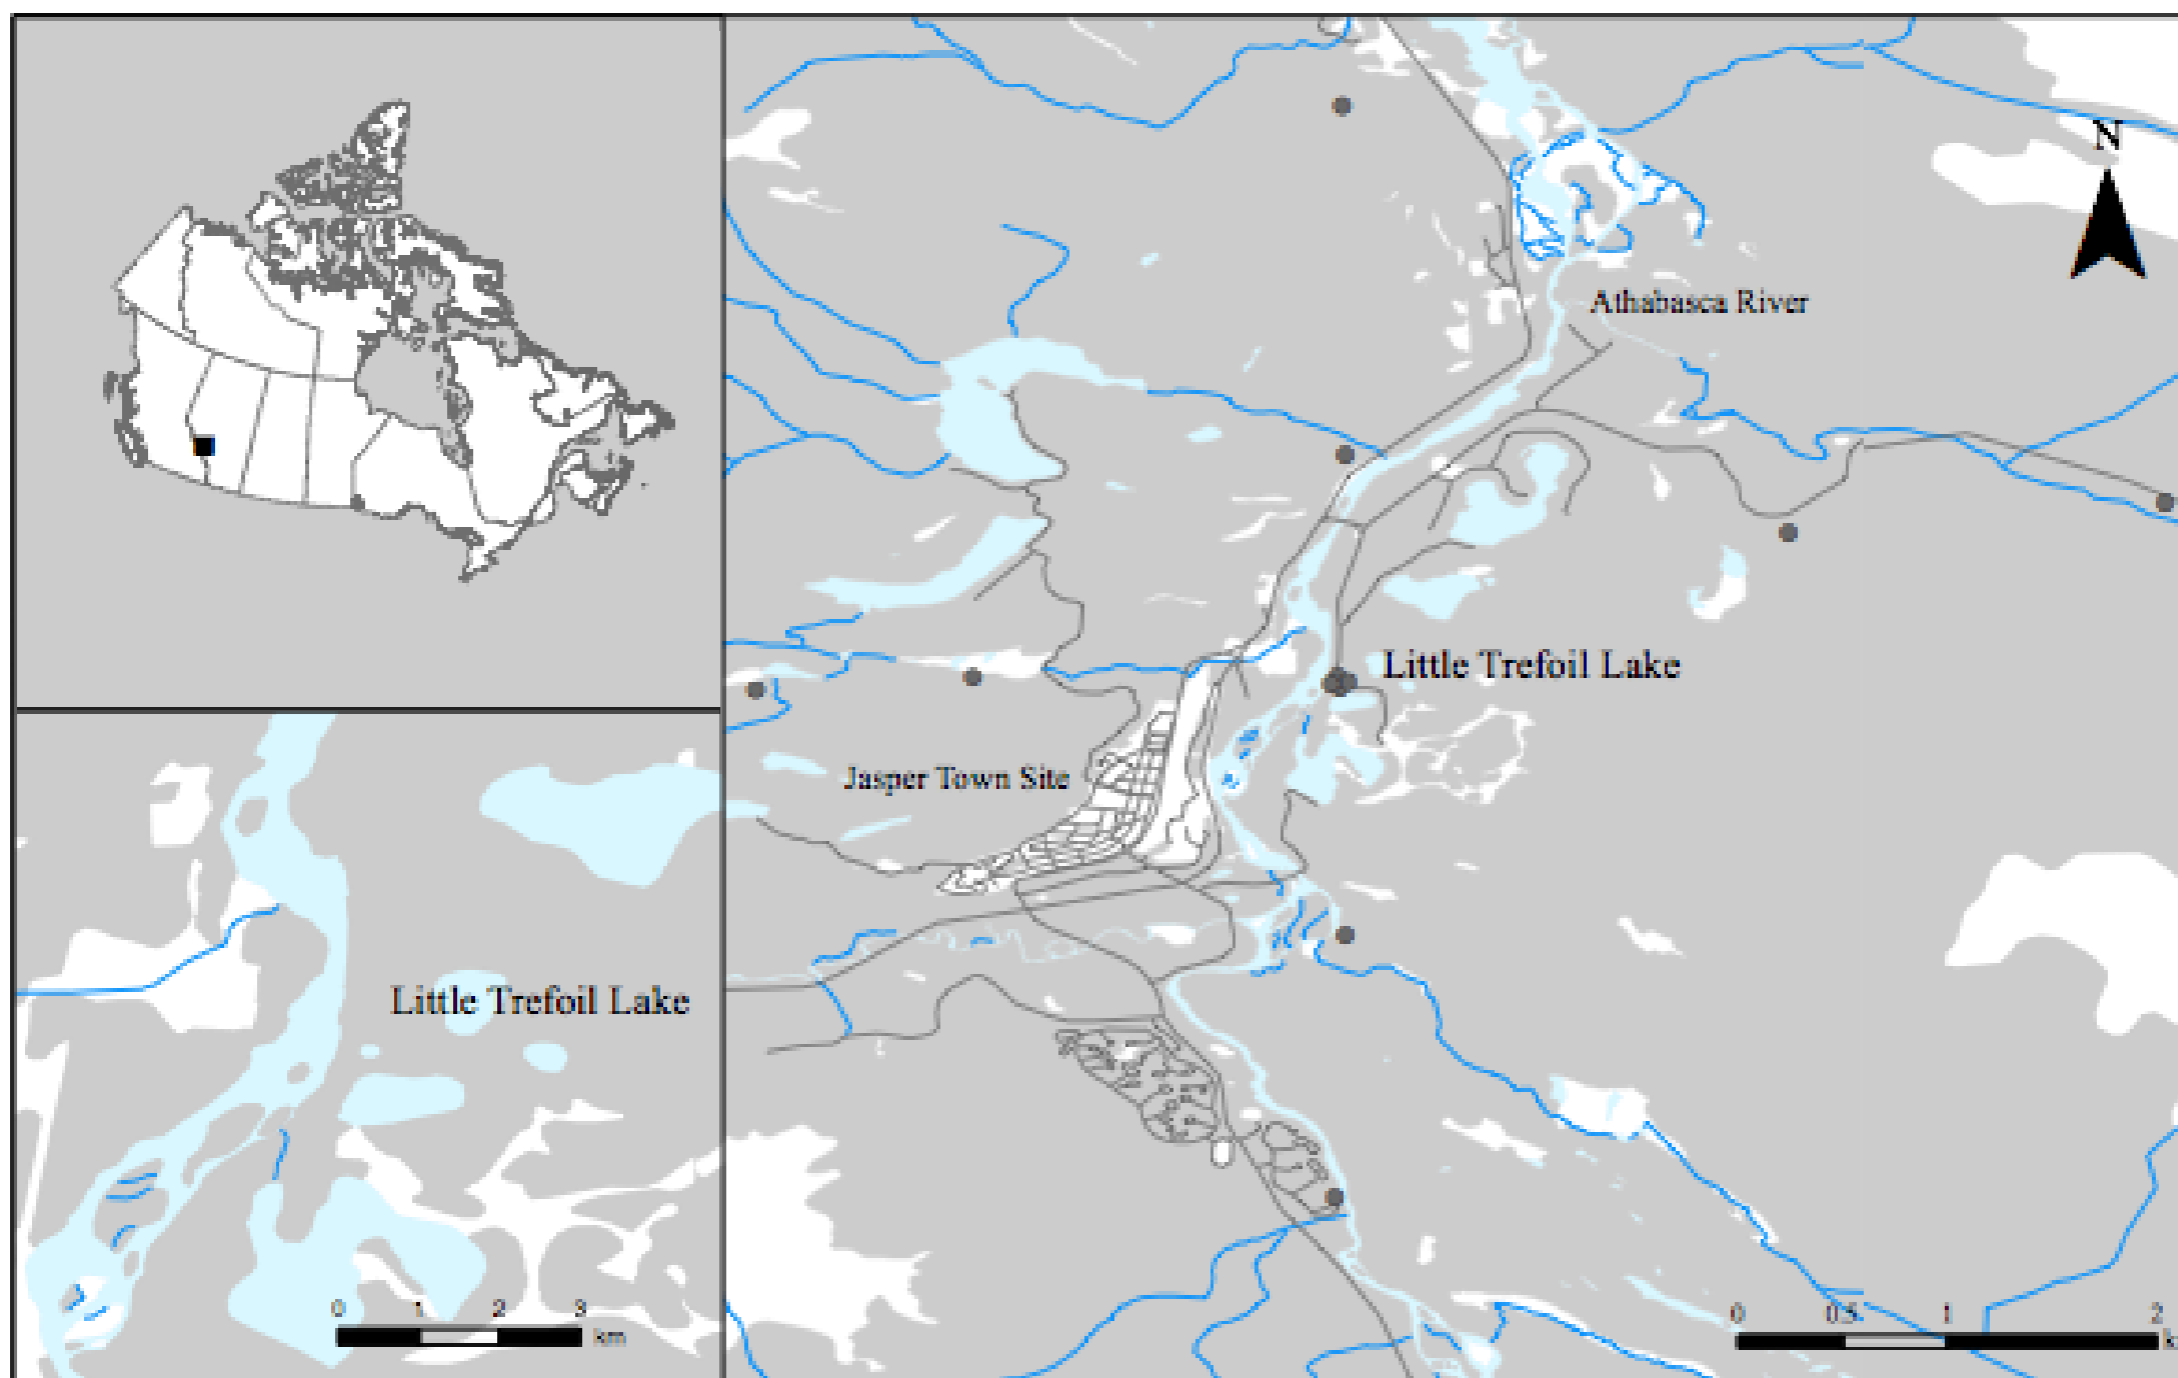 N
Athabasca River
Little Trefoil Lake
Jasper Town Site
Little Trefoil Lake
0 1 2 3
km
0 0.5 1 2
k